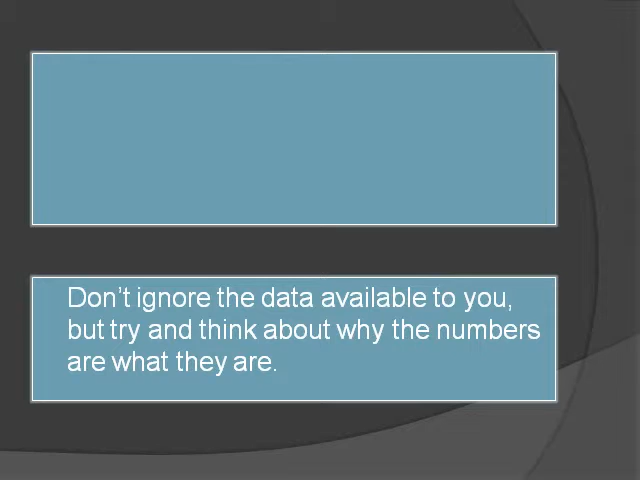 Don’t ignore the data available to you,
but try and think about why the numbers
are what they are.